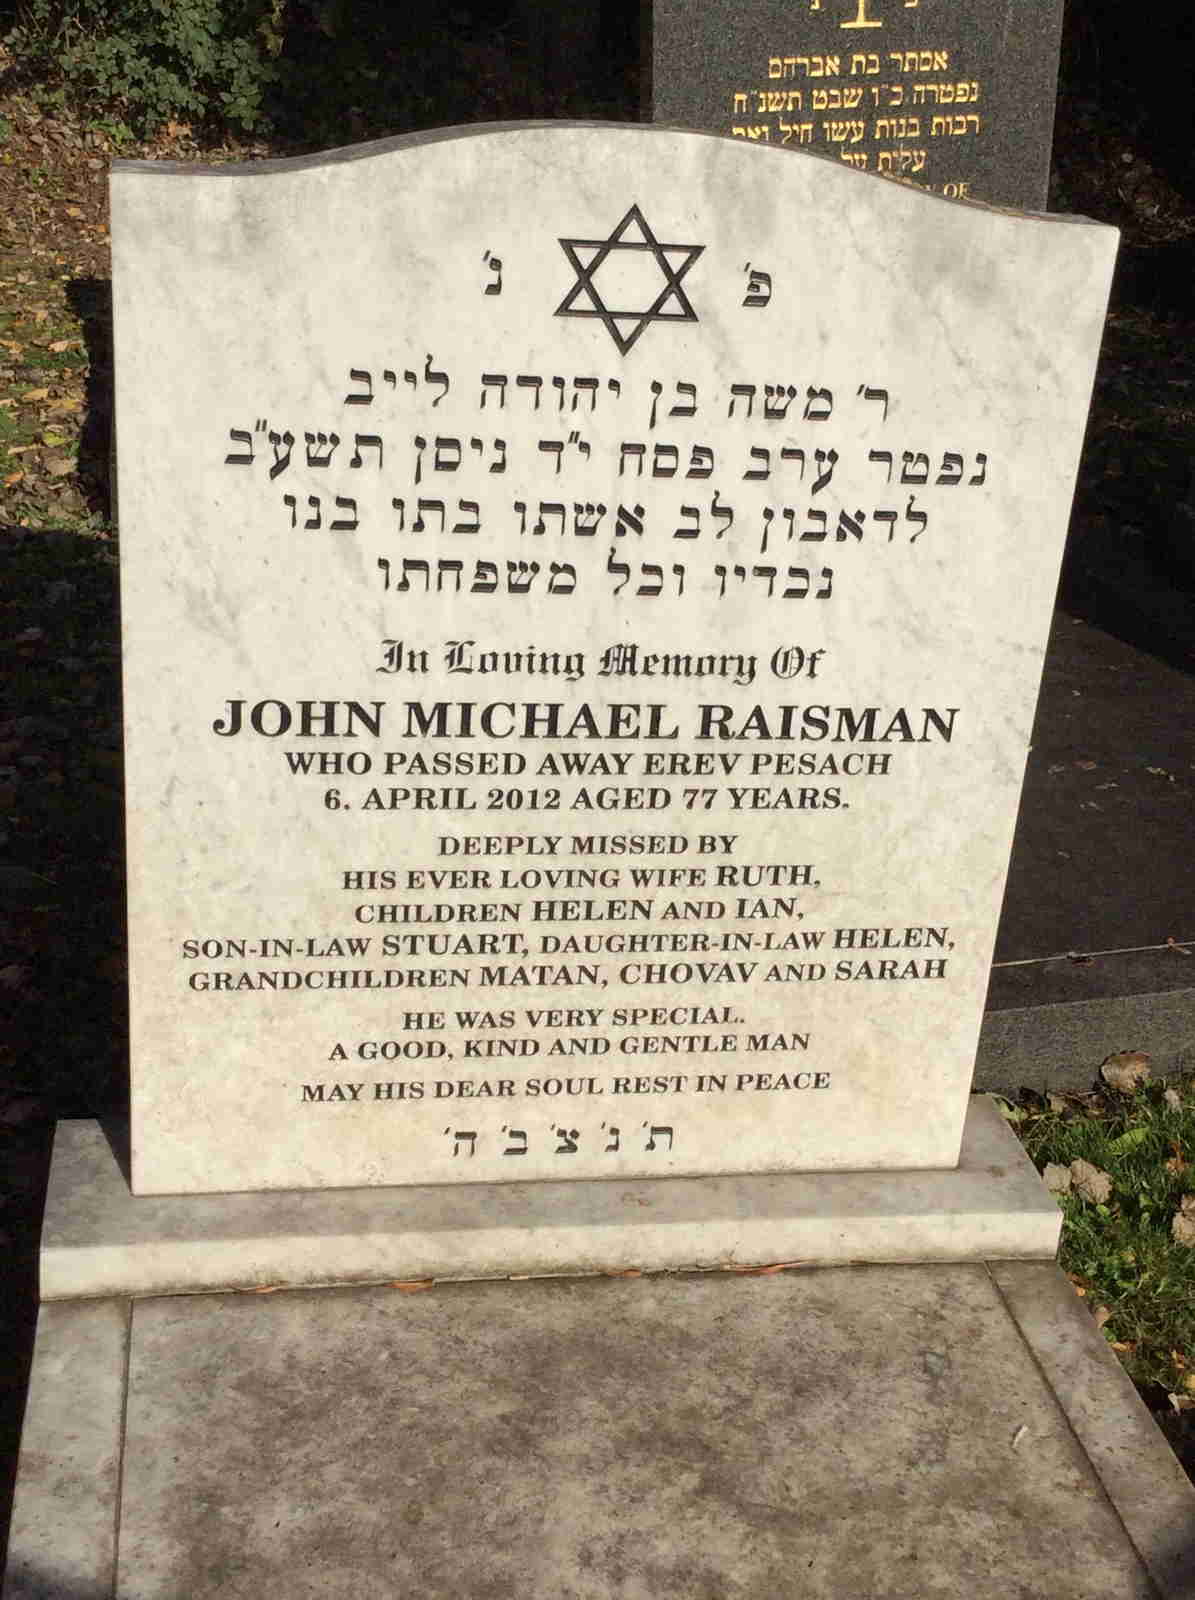 אסתר בת אברהם
נפטרה כ"ו שבט תשנ"ח
רבות בנות עשו חיל ואת
עלית על
OF
פ' נ'
ר' משה בן יהודה לייב
נפטר ערב פסח י"ד ניסן תשע"ב
לדאבון לב אשתו בתו בנו
נכדיו וכל משפחתו
In Loving Memory Of
JOHN MICHAEL RAISMAN
WHO PASSED AWAY EREV PESACH
6. APRIL 2012 AGED 77 YEARS.
DEEPLY MISSED BY
HIS EVER LOVING WIFE RUTH,
CHILDREN HELEN AND IAN,
SON-IN-LAW STUART, DAUGHTER-IN-LAW HELEN,
GRANDCHILDREN MATAN, CHOVAV AND SARAH
HE WAS VERY SPECIAL.
A GOOD, KIND AND GENTLE MAN
MAY HIS DEAR SOUL REST IN PEACE
ת' נ' צ' ב' ה'